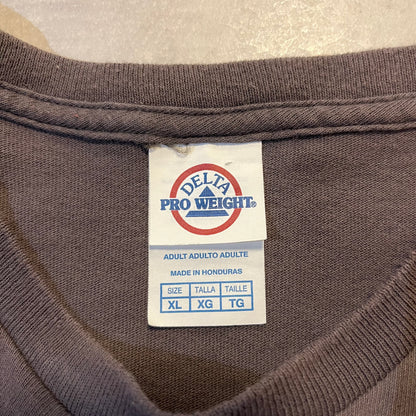 DELTA
PRO WEIGHT®
ADULT ADULTO ADULTE
MADE IN HONDURAS
SIZE TALLA TAILLE
XL XG TG